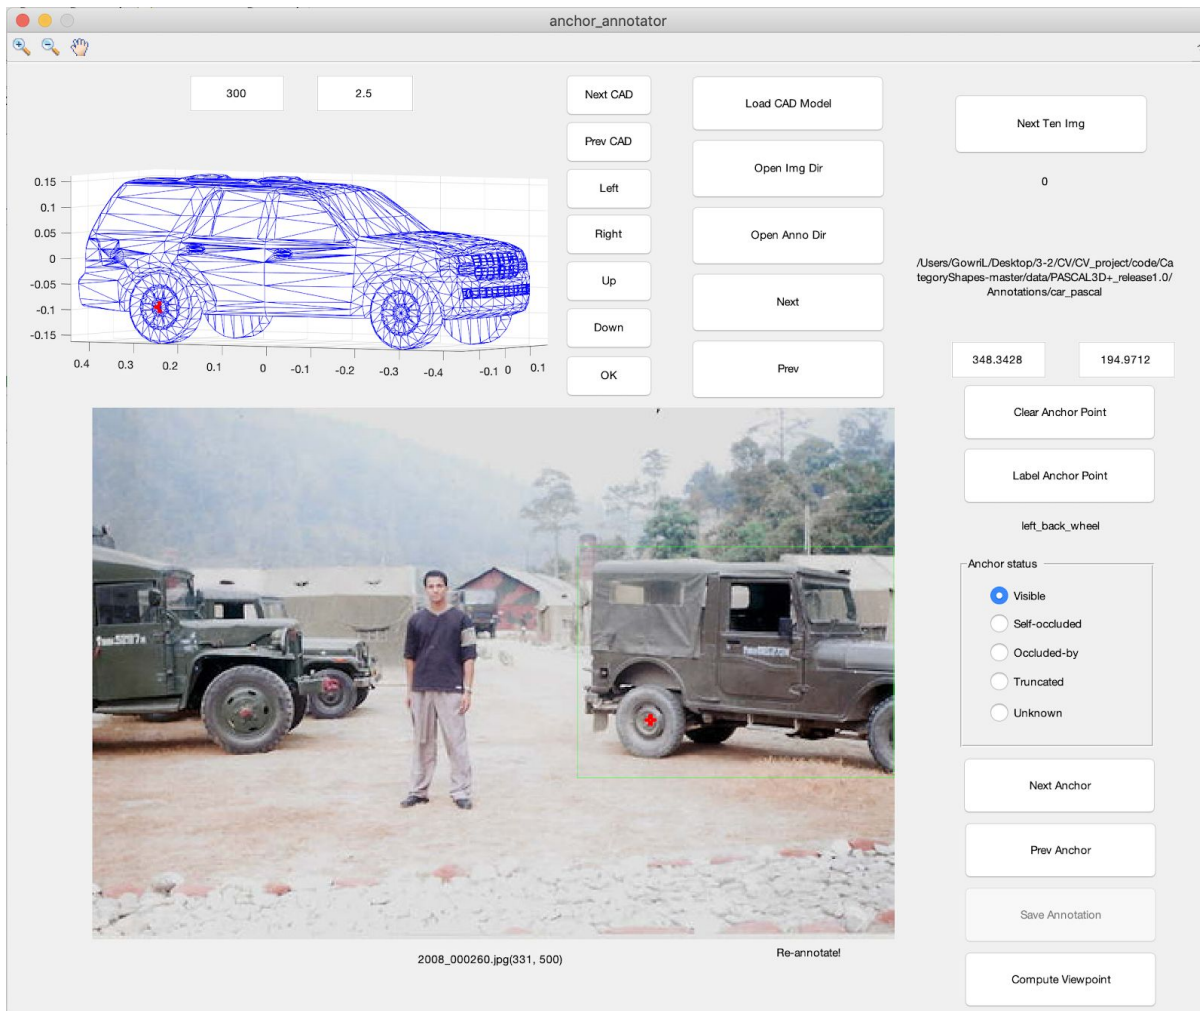 anchor_annotator
300
2.5
Next CAD
Prev CAD
Left
Right
Up
Down
OK
0.15
0.1
0.05
0
-0.05
-0.1
-0.15
0.4
0.3
0.2
0.1
0
-0.1
-0.2
-0.3
-0.4
-0.1
0
0.1
Load CAD Model
Open Img Dir
Open Anno Dir
Next
Prev
Next Ten Img
0
/Users/GowriL/Desktop/3-2/CV/CV_project/code/Ca
tegoryShapes-master/data/PASCAL3D+_release1.0/
Annotations/car_pascal
348.3428
194.9712
Clear Anchor Point
Label Anchor Point
left_back_wheel
Anchor status
Visible
Self-occluded
Occluded-by
Truncated
Unknown
Next Anchor
Prev Anchor
Save Annotation
Compute Viewpoint
2008_000260.jpg(331, 500)
Re-annotate!